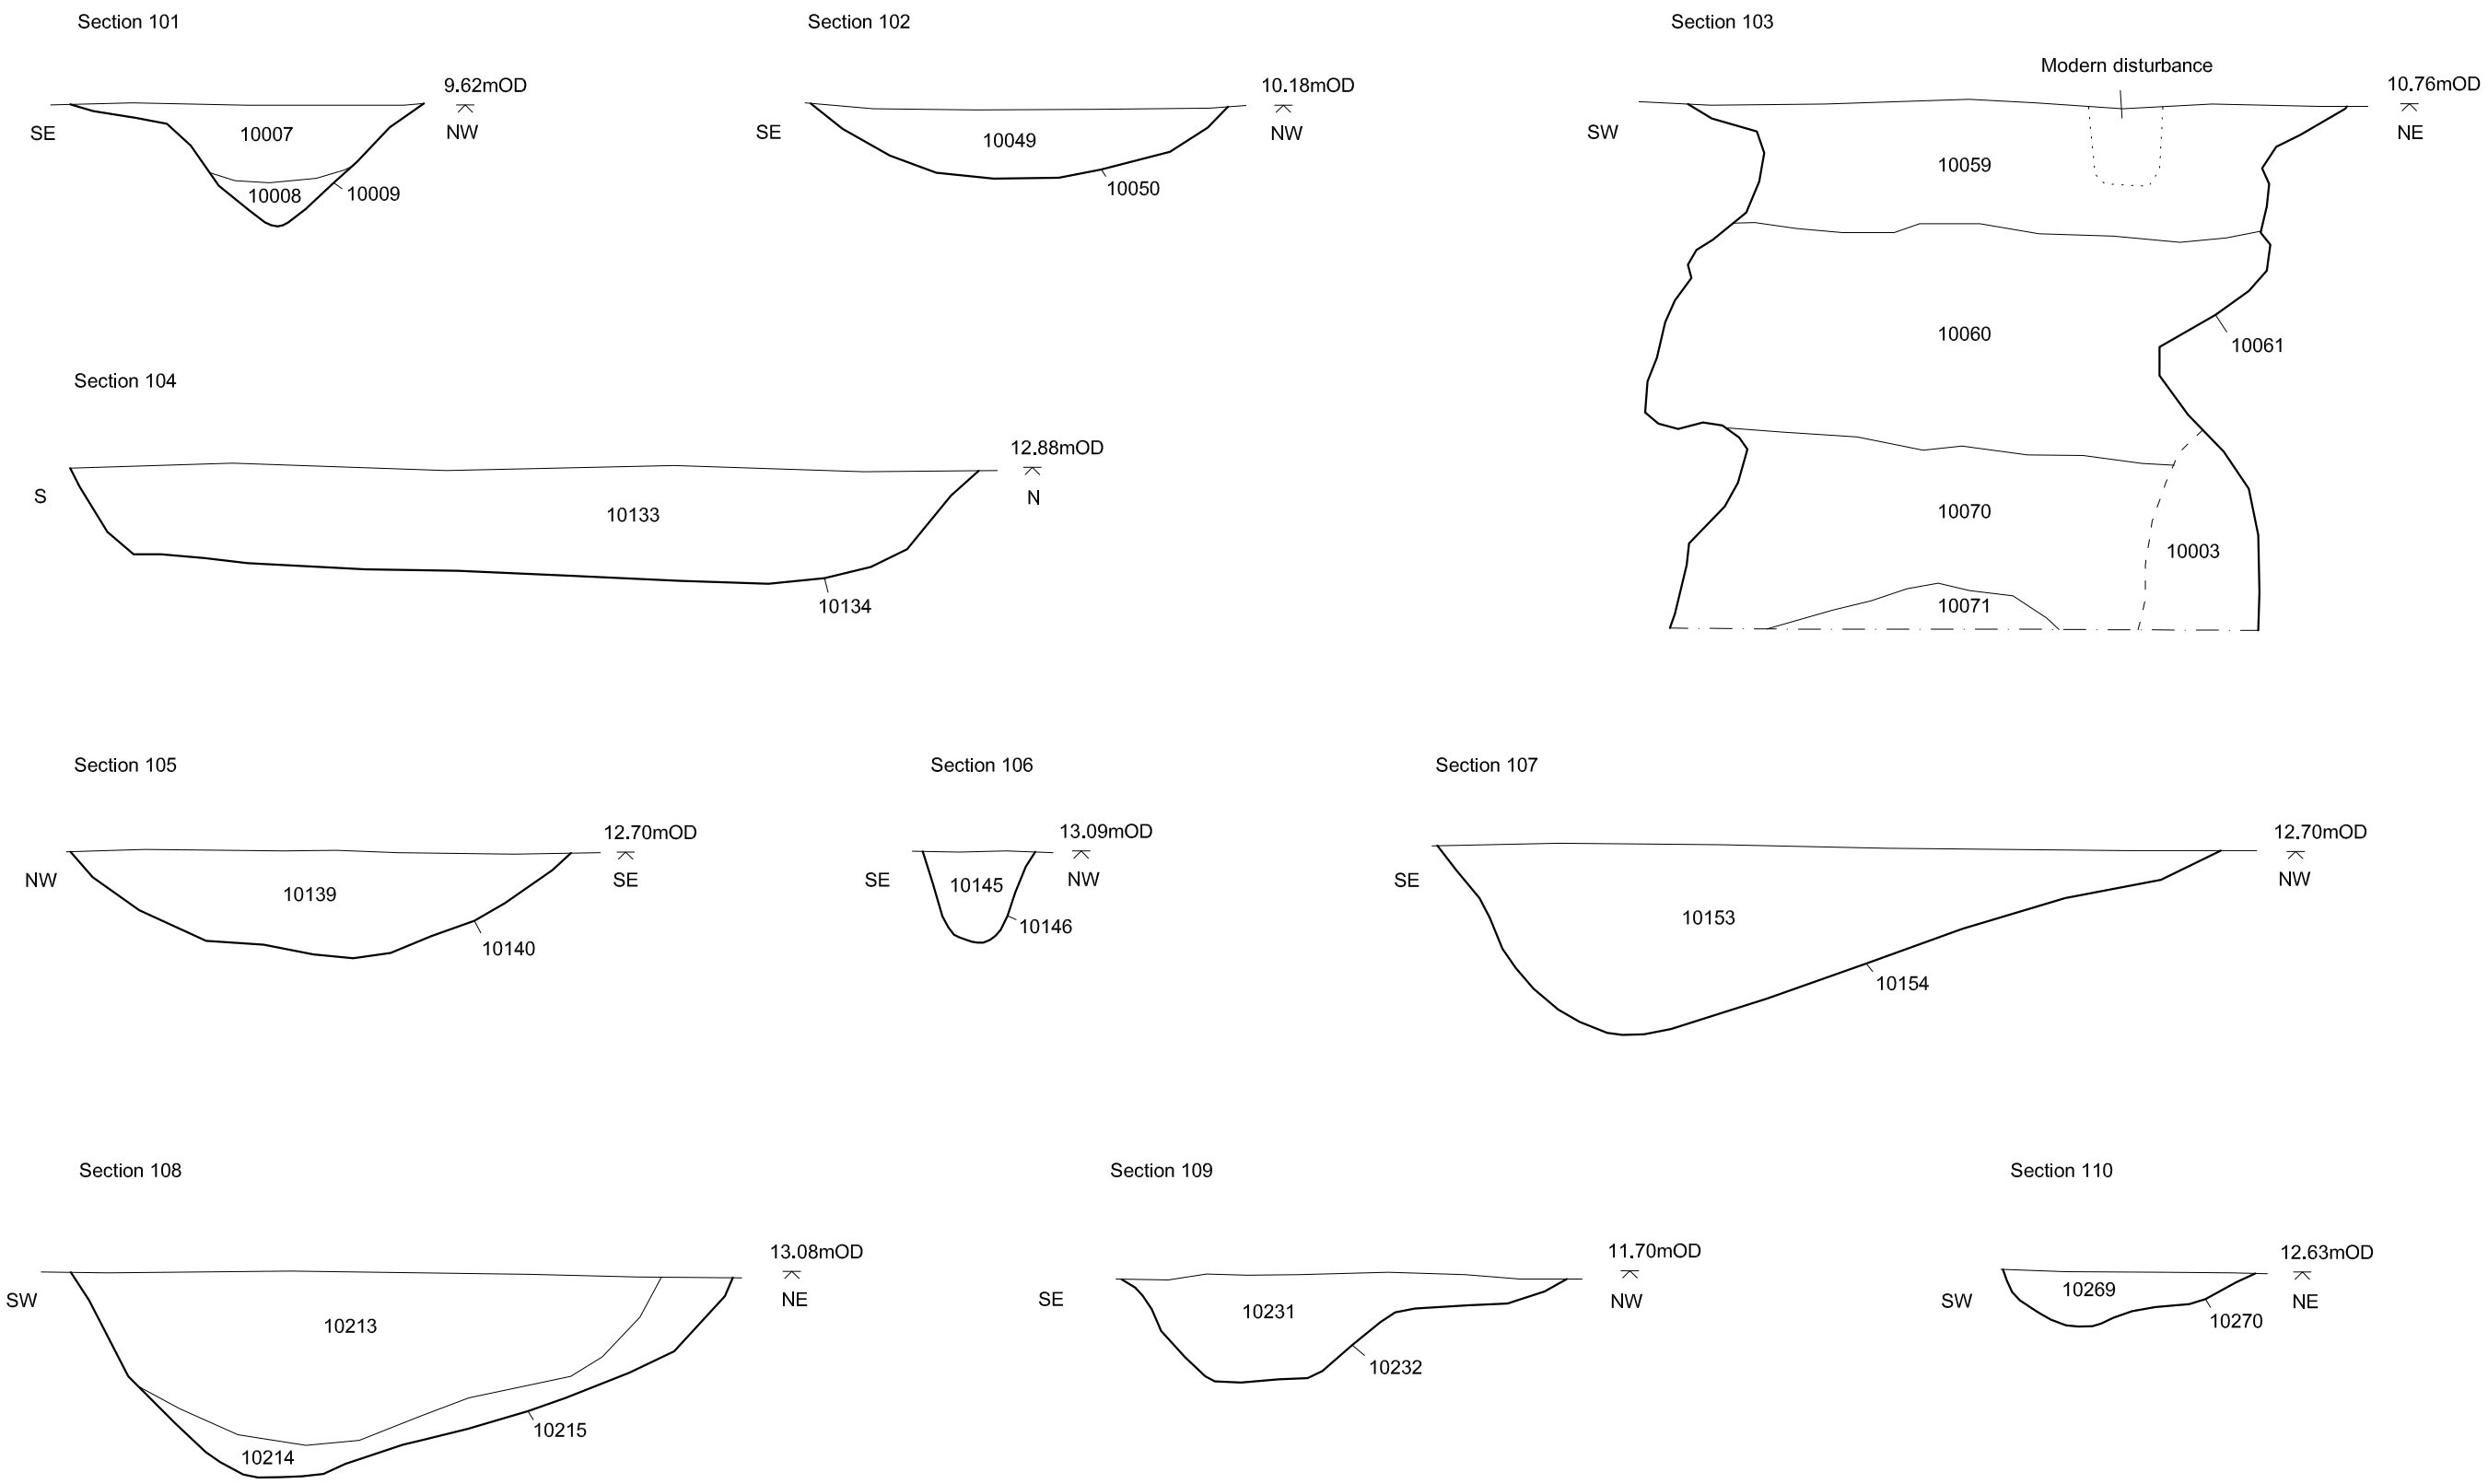 Section 101
9.62mOD
SE
NW
10007
10008
10009
Section 102
10.18mOD
SE
NW
10049
10050
Section 103
Modern disturbance
10.76mOD
SW
NE
10059
10060
10061
10070
10003
10071
Section 104
12.88mOD
S
N
10133
10134
Section 105
12.70mOD
NW
SE
10139
10140
Section 106
13.09mOD
SE
NW
10145
10146
Section 107
12.70mOD
SE
NW
10153
10154
Section 108
13.08mOD
SW
NE
10213
10214
10215
Section 109
11.70mOD
SE
NW
10231
10232
Section 110
12.63mOD
SW
NE
10269
10270